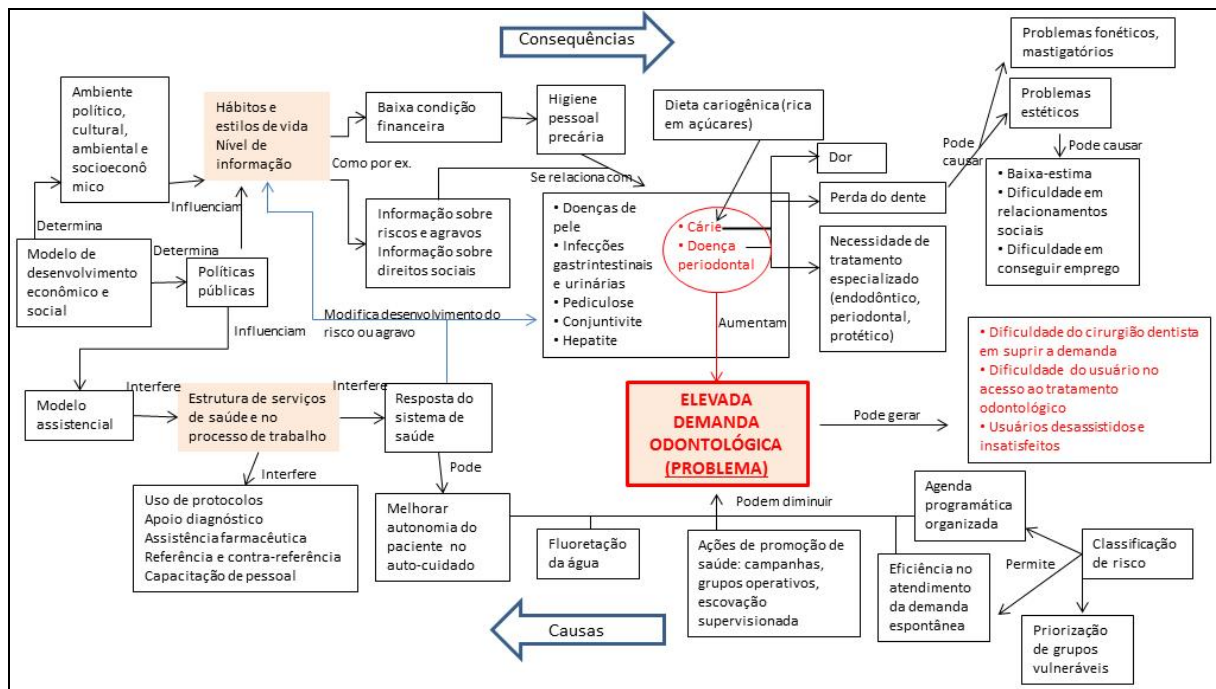 Consequências
Problemas fonéticos,
mastigatórios
Ambiente
político,
cultural,
ambiental e
socioeconô
mico
Hábitos e
estilos de vida
Nível de
informação
Baixa condição
financeira
Higiene
pessoal
precária
Dieta cariogênica (rica
em açúcares)
Problemas
estéticos
Como por ex.
Se relaciona com
Dor
Pode
causar
Pode causar
Determina
Influenciam
Informação sobre
riscos e agravos
Informação sobre
direitos sociais
• Doenças de
pele
• Infecções
gastrintestinais
e urinárias
• Pediculose
• Conjuntivite
• Hepatite
• Cárie
• Doença
periodontal
Perda do dente
• Baixa-estima
• Dificuldade em
relacionamentos
sociais
• Dificuldade em
conseguir emprego
Modelo de
desenvolvimento
econômico e
social
Determina
Políticas
públicas
Necessidade de
tratamento
especializado
(endodôntico,
periodontal,
protético)
Influenciam
Modifica desenvolvimento do
risco ou agravo
Aumentam
• Dificuldade do cirurgião dentista
em suprir a demanda
• Dificuldade do usuário no
acesso ao tratamento
odontológico
• Usuários desassistidos e
insatisfeitos
Modelo
assistencial
Interfere
Estrutura de serviços
de saúde e no
processo de trabalho
Interfere
Resposta do
sistema de
saúde
ELEVADA
DEMANDA
ODONTOLÓGICA
(PROBLEMA)
Pode gerar
Interfere
Pode
Podem diminuir
Uso de protocolos
Apoio diagnóstico
Assistência farmacêutica
Referência e contra-referência
Capacitação de pessoal
Melhorar
autonomia do
paciente no
auto-cuidado
Fluoretação
da água
Ações de promoção de
saúde: campanhas,
grupos operativos,
escovação
supervisionada
Agenda
programática
organizada
Eficiência no
atendimento
da demanda
espontânea
Permite
Classificação
de risco
Priorização
de grupos
vulneráveis
Causas